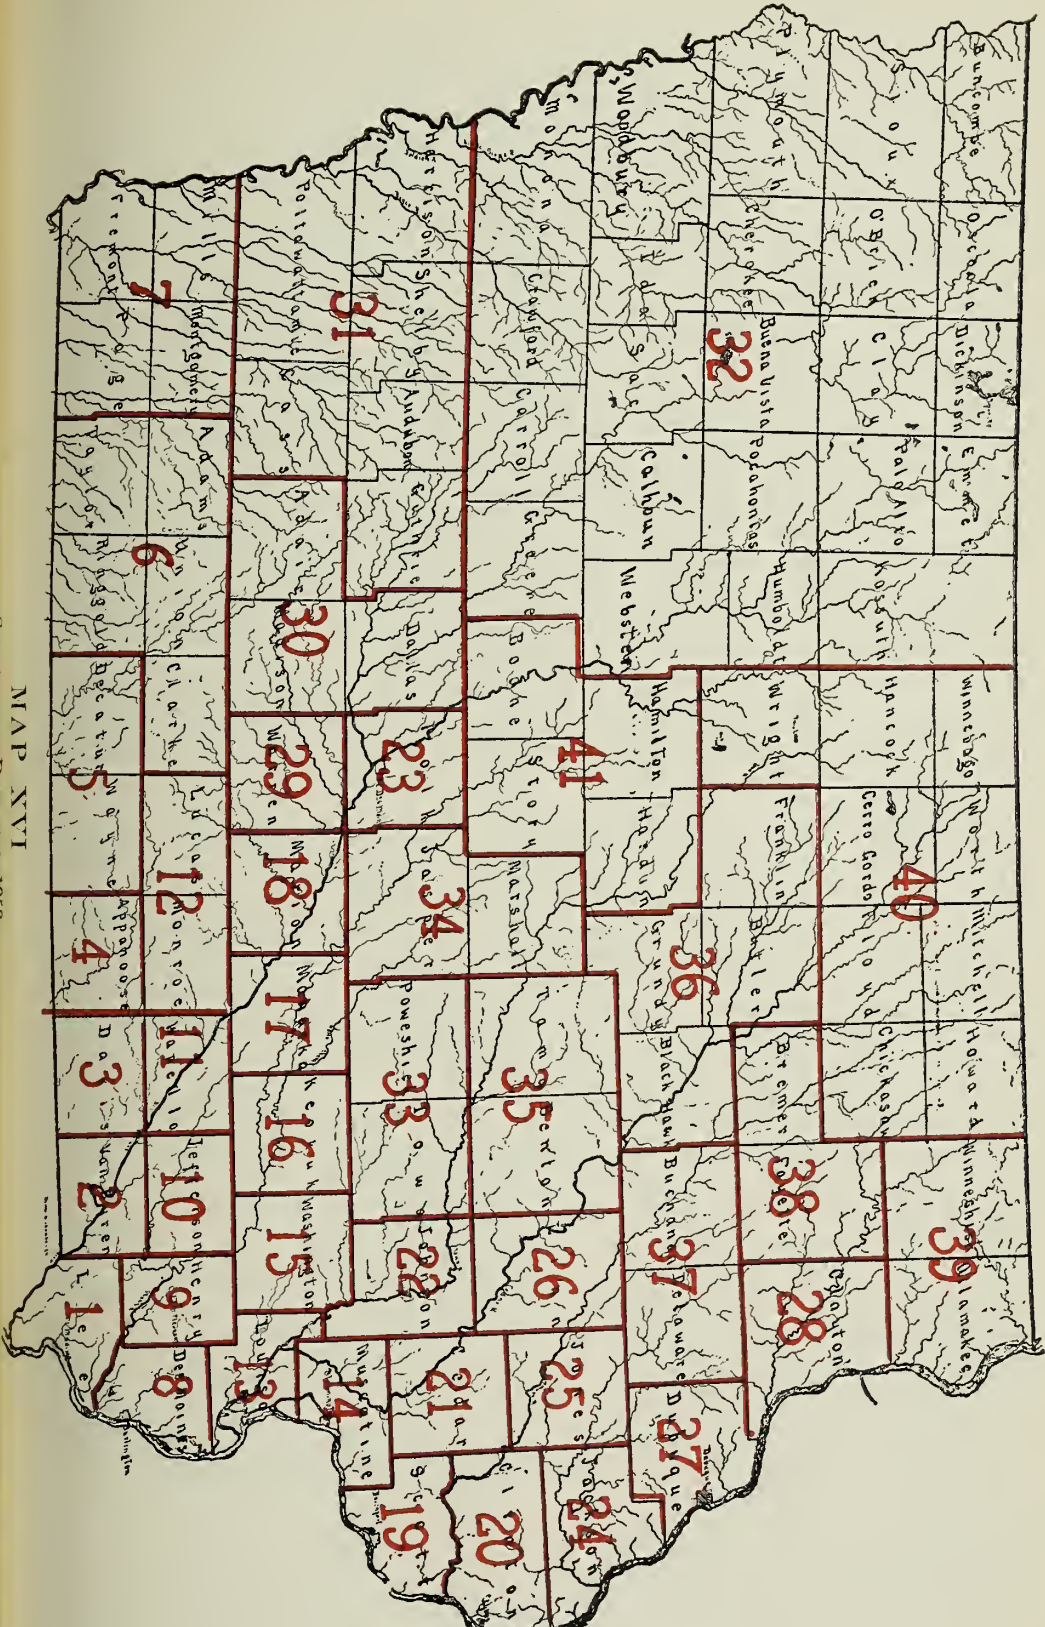 Buncombe
Osceola
Dickinson
Emmet
Winnebago
Worth
Mitchell
Howard
Winneshiek
Allamakee
Sioux
O'Brien
Clay
Palo Alto
Kossuth
Hancock
Cerro Gordo
Floyd
Chickasaw
Plymouth
Cherokee
Buena Vista
Pocahontas
Humboldt
Wright
Franklin
Butler
Bremer
Fayette
Clayton
Woodbury
Ida
Sac
Calhoun
Webster
Hamilton
Hardin
Grundy
Black Hawk
Buchanan
Delaware
Dubuque
Monona
Crawford
Carroll
Greene
Boone
Story
Marshall
Tama
Benton
Linn
Jones
Jackson
Harrison
Shelby
Audubon
Guthrie
Dallas
Polk
Jasper
Poweshiek
Iowa
Johnson
Cedar
Clinton
Scott
Muscatine
Pottawattamie
Cass
Adair
Madison
Warren
Marion
Mahaska
Keokuk
Washington
Louisa
Mills
Montgomery
Adams
Union
Clarke
Lucas
Monroe
Wapello
Jefferson
Henry
Des Moines
Fremont
Page
Taylor
Ringgold
Decatur
Wayne
Appanoose
Davis
Van Buren
Lee
1
2
3
4
5
6
7
8
9
10
11
12
13
14
15
16
17
18
19
20
21
22
23
24
25
26
27
28
29
30
31
32
33
34
35
36
37
38
39
40
41
MAP XVI